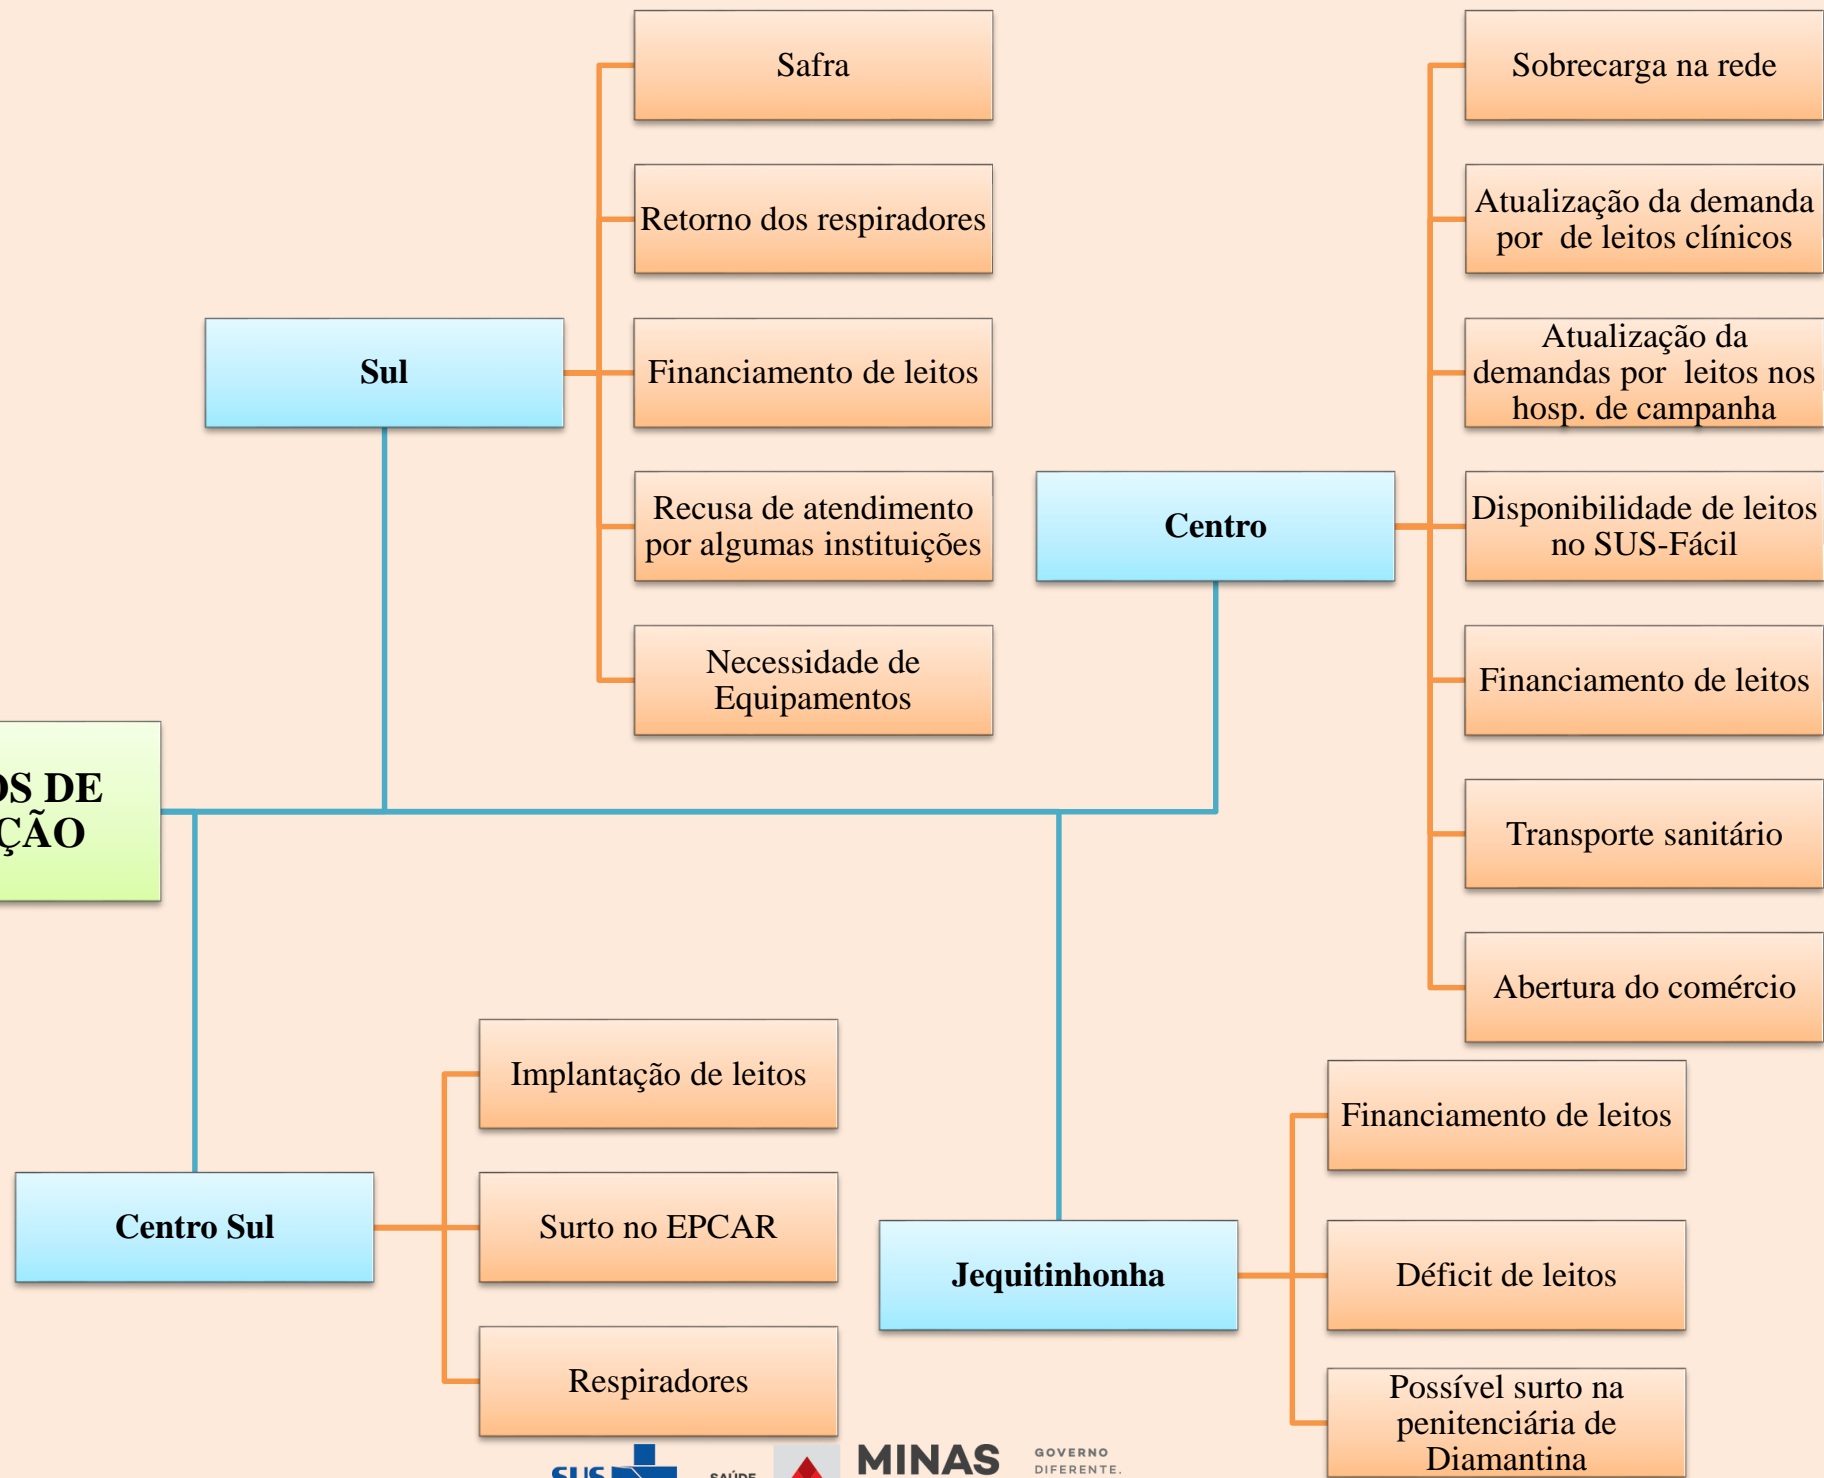 Safra
Retorno dos respiradores
Sul
Financiamento de leitos
Recusa de atendimento
por algumas instituições
Necessidade de
Equipamentos
Sobrecarga na rede
Atualização da demanda
por  de leitos clínicos
Atualização da
demandas por  leitos nos
hosp. de campanha
Centro
Disponibilidade de leitos
no SUS-Fácil
Financiamento de leitos
Transporte sanitário
Abertura do comércio
OS DE
ÇÃO
Implantação de leitos
Centro Sul
Surto no EPCAR
Respiradores
Financiamento de leitos
Jequitinhonha
Déficit de leitos
Possível surto na
penitenciária de
Diamantina
SUS
SAÚDE
MINAS
GOVERNO
DIFERENTE.